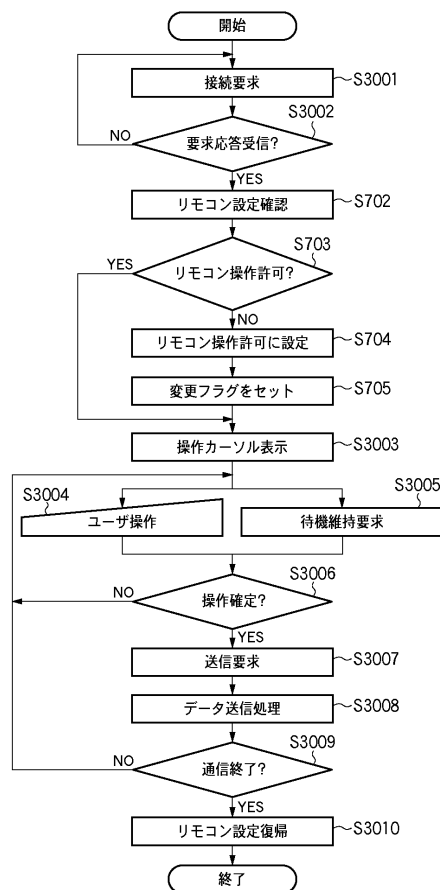 開始
接続要求
S3001
S3002
要求応答受信?
NO
YES
リモコン設定確認
S702
S703
リモコン操作許可?
YES
NO
リモコン操作許可に設定
S704
変更フラグをセット
S705
操作カーソル表示
S3003
S3004
ユーザ操作
S3005
待機維持要求
S3006
操作確定?
NO
YES
送信要求
S3007
データ送信処理
S3008
S3009
通信終了?
NO
YES
リモコン設定復帰
S3010
終了